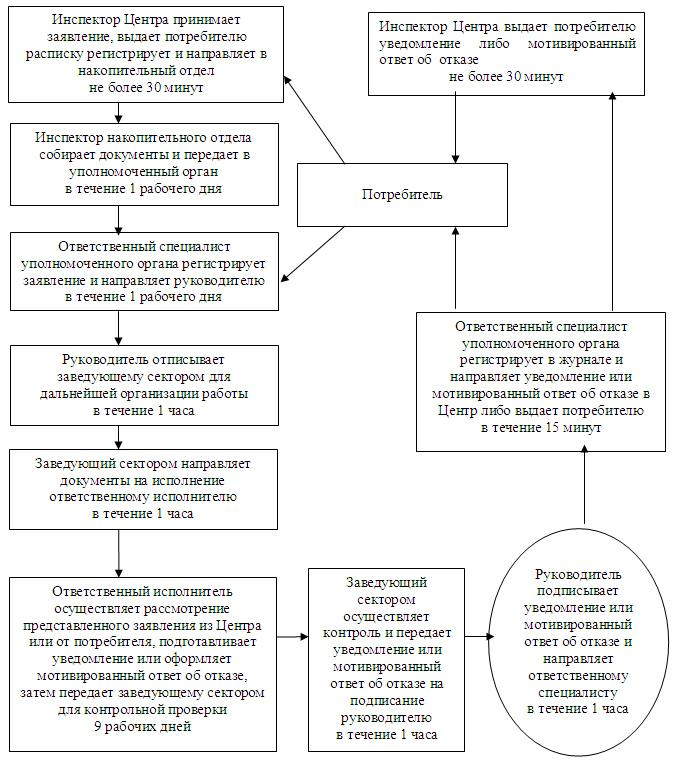 Инспектор Центра принимает
заявление, выдает потребителю
расписку регистрирует и направляет в
накопительный отдел
не более 30 минут
Инспектор Центра выдает потребителю
уведомление либо мотивированный
ответ об отказе
не более 30 минут
Инспектор накопительного отдела
собирает документы и передает в
уполномоченный орган
в течение 1 рабочего дня
Потребитель
Ответственный специалист
уполномоченного органа регистрирует
заявление и направляет руководителю
в течение 1 рабочего дня
Руководитель отписывает
заведующему сектором для
дальнейшей организации работы
в течение 1 часа
Ответственный специалист
уполномоченного органа
регистрирует в журнале и
направляет уведомление или
мотивированный ответ об отказе в
Центр либо выдает потребителю
в течение 15 минут
Заведующий сектором направляет
документы на исполнение
ответственному исполнителю
в течение 1 часа
Ответственный исполнитель
осуществляет рассмотрение
представленного заявления из Центра
или от потребителя, подготавливает
уведомление или оформляет
мотивированный ответ об отказе,
затем передает заведующему сектором
для контрольной проверки
9 рабочих дней
Заведующий
сектором
осуществляет
контроль и передает
уведомление или
мотивированный
ответ об отказе на
подписание
руководителю
в течение 1 часа
Руководитель
подписывает
уведомление или
мотивированный
ответ об отказе и
направляет
ответственному
специалисту
в течение 1 часа